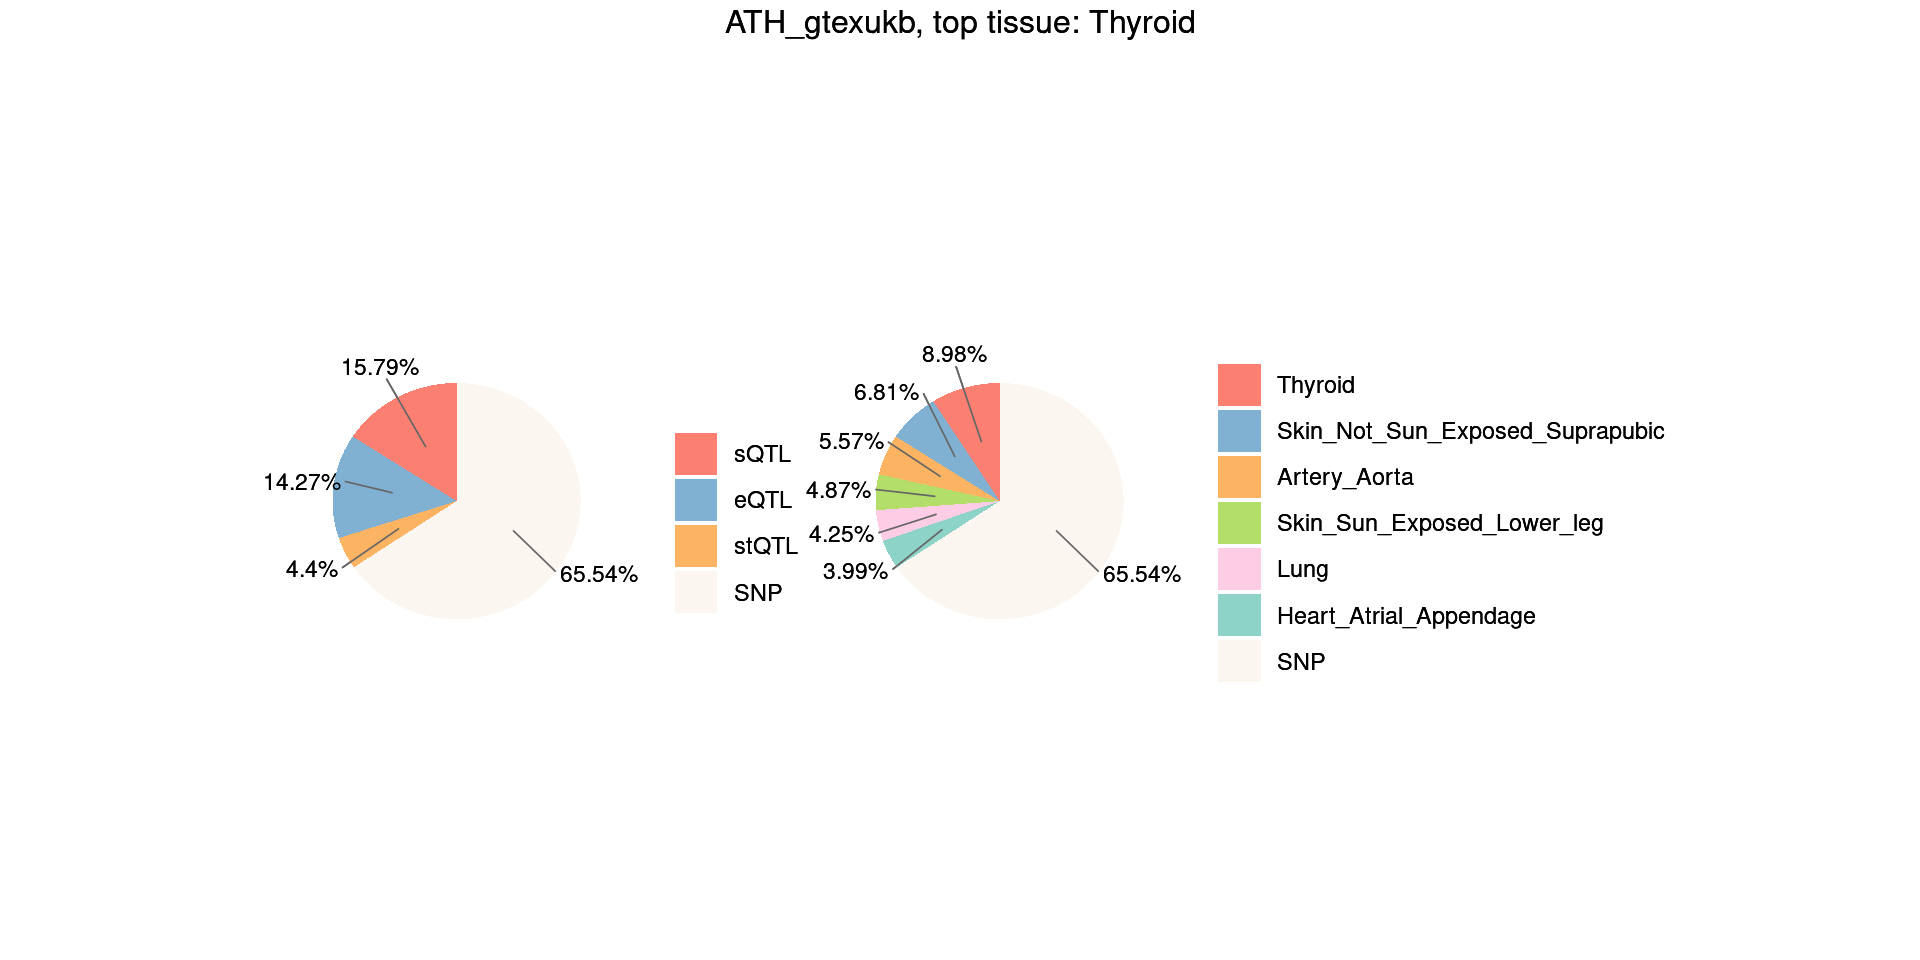 ATH_gtexukb, top tissue: Thyroid
15.79%
14.27%
4.4%
65.54%
sQTL
eQTL
stQTL
SNP
8.98%
6.81%
5.57%
4.87%
4.25%
3.99%
65.54%
Thyroid
Skin_Not_Sun_Exposed_Suprapubic
Artery_Aorta
Skin_Sun_Exposed_Lower_leg
Lung
Heart_Atrial_Appendage
SNP